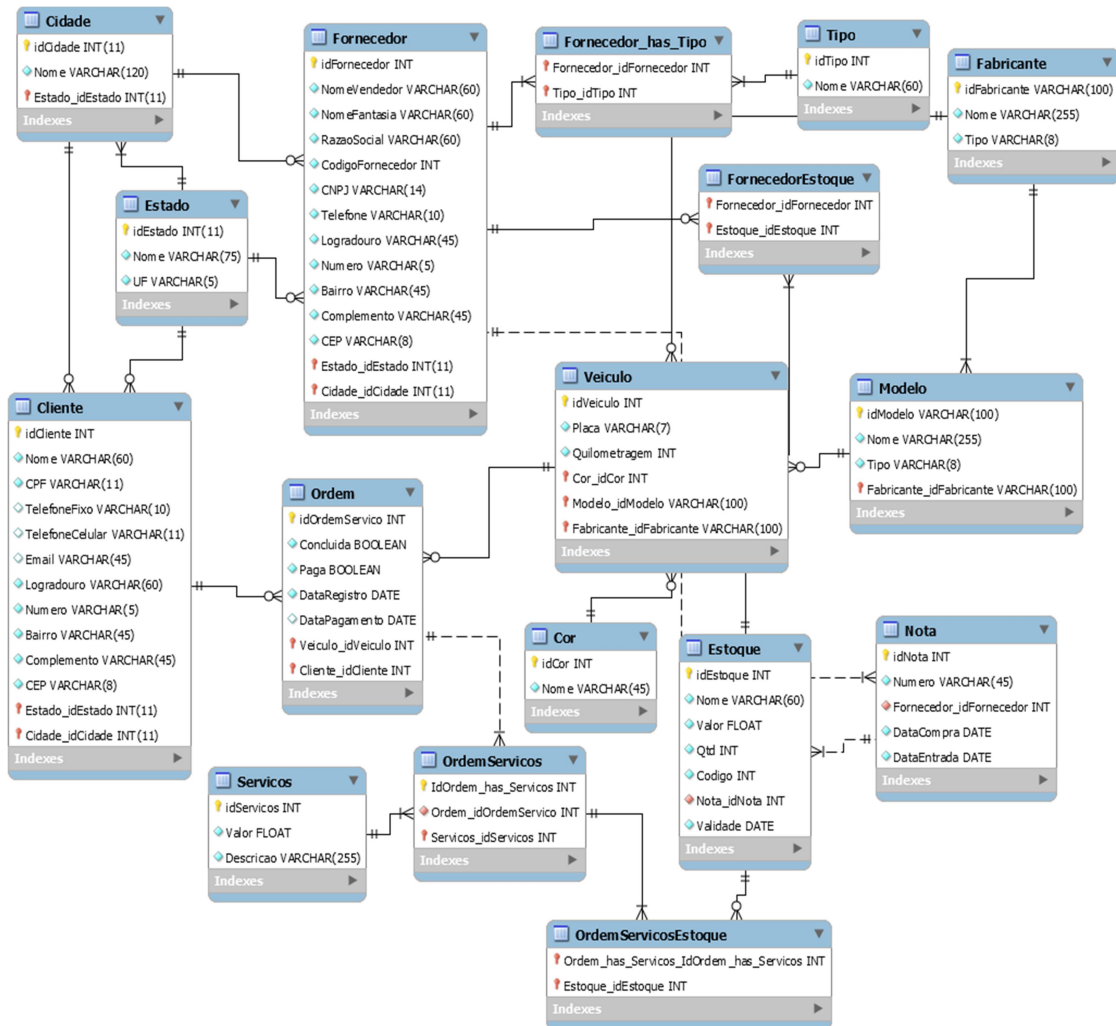 Cidade
idCidade INT(11)
Nome VARCHAR(120)
Estado_idEstado INT(11)
Indexes
Fornecedor
idFornecedor INT
NomeVendedor VARCHAR(60)
NomeFantasia VARCHAR(60)
RazaoSocial VARCHAR(60)
CodigoFornecedor INT
CNPJ VARCHAR(14)
Telefone VARCHAR(10)
Logradouro VARCHAR(45)
Numero VARCHAR(5)
Bairro VARCHAR(45)
Complemento VARCHAR(45)
CEP VARCHAR(8)
Estado_idEstado INT(11)
Cidade_idCidade INT(11)
Indexes
Fornecedor_has_Tipo
Fornecedor_idFornecedor INT
Tipo_idTipo INT
Indexes
Tipo
idTipo INT
Nome VARCHAR(60)
Indexes
Fabricante
idFabricante VARCHAR(100)
Nome VARCHAR(255)
Tipo VARCHAR(8)
Indexes
FornecedorEstoque
Fornecedor_idFornecedor INT
Estoque_idEstoque INT
Indexes
Estado
idEstado INT(11)
Nome VARCHAR(75)
UF VARCHAR(5)
Indexes
Cliente
idCliente INT
Nome VARCHAR(60)
CPF VARCHAR(11)
TelefoneFixo VARCHAR(10)
TelefoneCelular VARCHAR(11)
Email VARCHAR(45)
Logradouro VARCHAR(60)
Numero VARCHAR(5)
Bairro VARCHAR(45)
Complemento VARCHAR(45)
CEP VARCHAR(8)
Estado_idEstado INT(11)
Cidade_idCidade INT(11)
Indexes
Ordem
idOrdemServico INT
Concluida BOOLEAN
Paga BOOLEAN
DataRegistro DATE
DataPagamento DATE
Veiculo_idVeiculo INT
Cliente_idCliente INT
Indexes
Veiculo
idVeiculo INT
Placa VARCHAR(7)
Quilometragem INT
Cor_idCor INT
Modelo_idModelo VARCHAR(100)
Fabricante_idFabricante VARCHAR(100)
Indexes
Modelo
idModelo VARCHAR(100)
Nome VARCHAR(255)
Tipo VARCHAR(8)
Fabricante_idFabricante VARCHAR(100)
Indexes
Cor
idCor INT
Nome VARCHAR(45)
Indexes
Estoque
idEstoque INT
Nome VARCHAR(60)
Valor FLOAT
Qtd INT
Codigo INT
Nota_idNota INT
Validade DATE
Indexes
Nota
idNota INT
Numero VARCHAR(45)
Fornecedor_idFornecedor INT
DataCompra DATE
DataEntrada DATE
Indexes
Servicos
idServicos INT
Valor FLOAT
Descricao VARCHAR(255)
Indexes
OrdemServicos
IdOrdem_has_Servicos INT
Ordem_idOrdemServico INT
Servicos_idServicos INT
Indexes
OrdemServicosEstoque
Ordem_has_Servicos_IdOrdem_has_Servicos INT
Estoque_idEstoque INT
Indexes